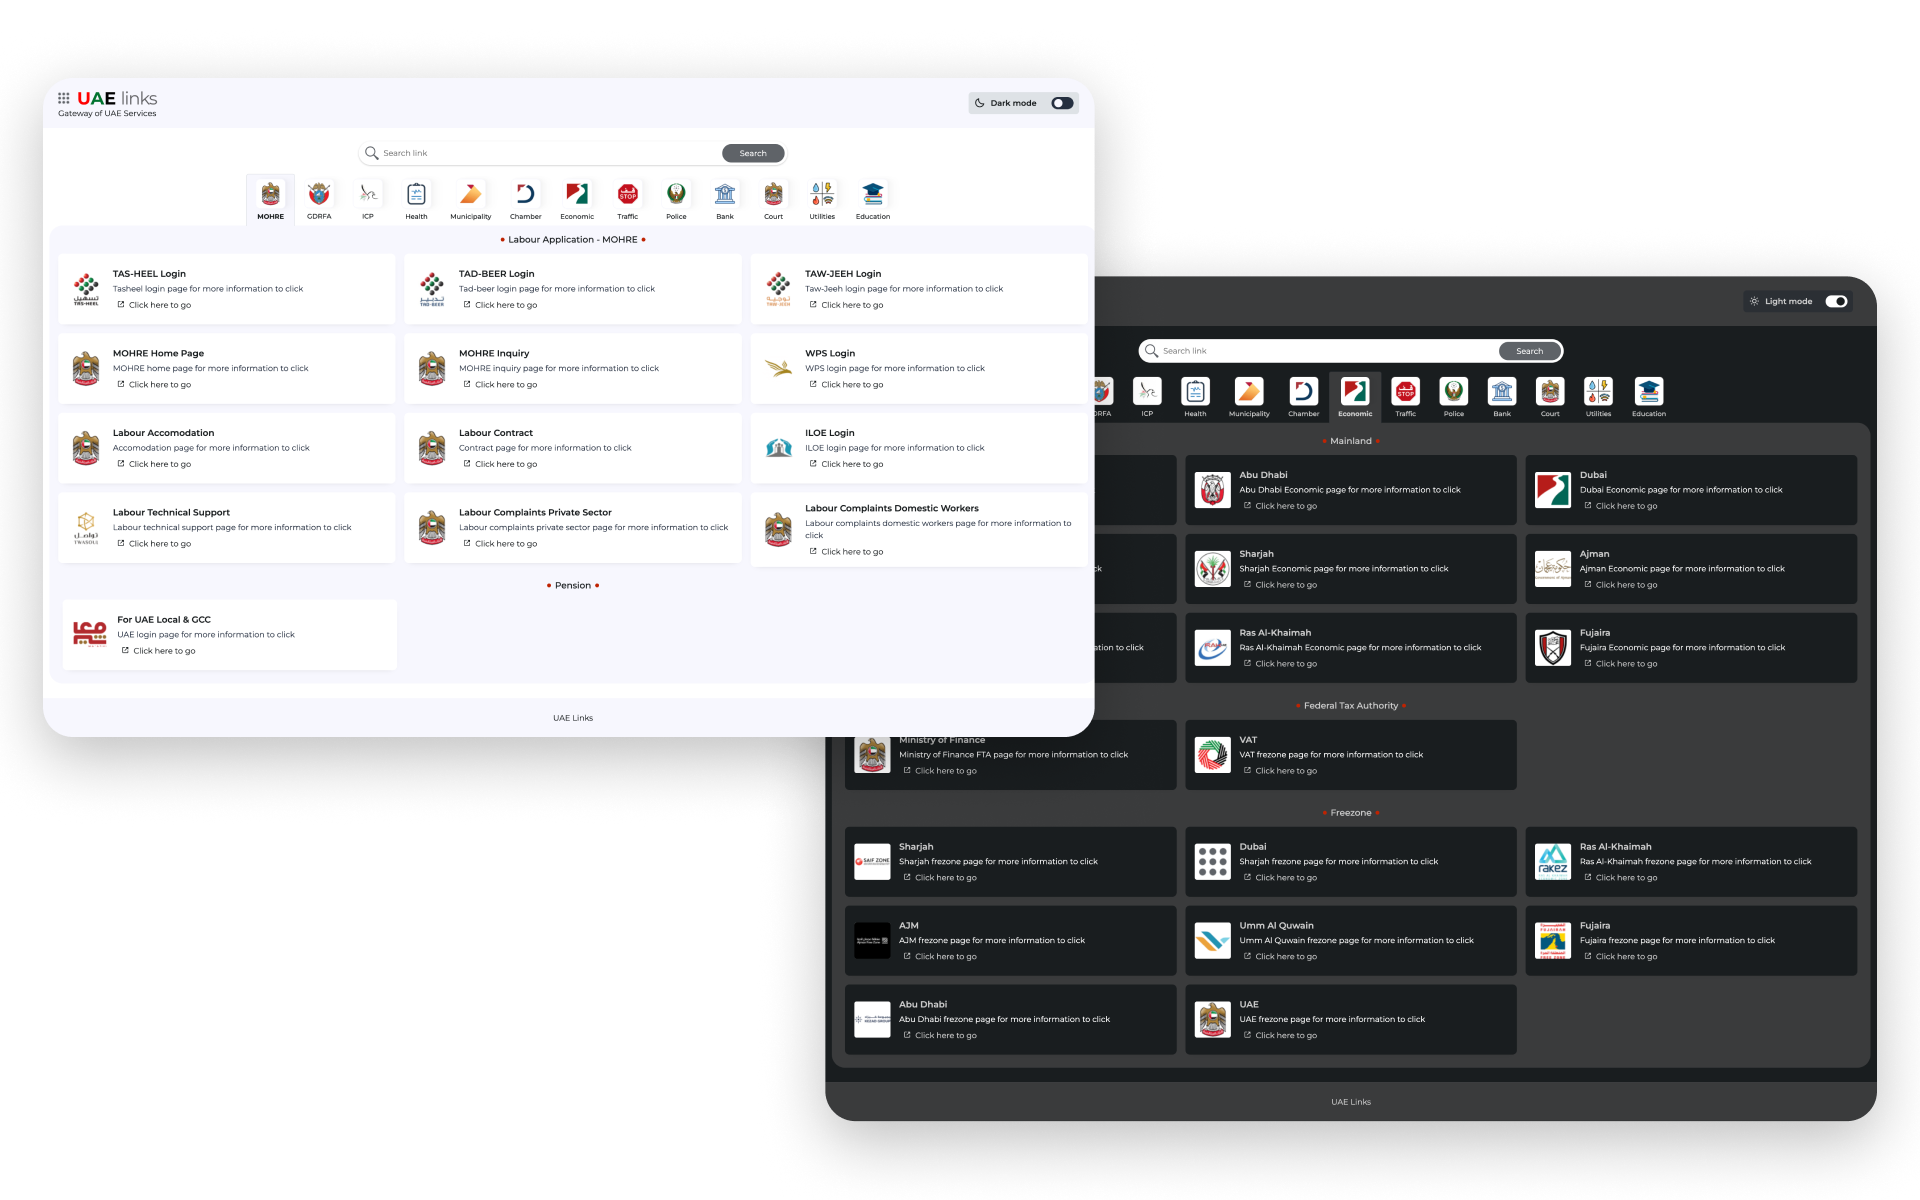 UAE links
Gateway of UAE Services
Dark mode
Search link
Search
MOHRE
GDRFA
ICP
Health
Municipality
Chamber
Economic
Traffic
Police
Bank
Court
Utilities
Education
• Labour Application - MOHRE •
TAS-HEEL Login
Tasheel login page for more information to click
Click here to go
TAD-BEER Login
Tad-beer login page for more information to click
Click here to go
TAW-JEEH Login
Taw-Jeeh login page for more information to click
Click here to go
MOHRE Home Page
MOHRE home page for more information to click
Click here to go
MOHRE Inquiry
MOHRE inquiry page for more information to click
Click here to go
WPS Login
WPS login page for more information to click
Click here to go
Labour Accomodation
Accomodation page for more information to click
Click here to go
Labour Contract
Contract page for more information to click
Click here to go
ILOE Login
ILOE login page for more information to click
Click here to go
Labour Technical Support
Labour technical support page for more information to click
Click here to go
Labour Complaints Private Sector
Labour complaints private sector page for more information to click
Click here to go
Labour Complaints Domestic Workers
Labour complaints domestic workers page for more information to
click
Click here to go
• Pension •
For UAE Local & GCC
UAE login page for more information to click
Click here to go
UAE Links
تسهيل
TAS-HEEL
تدبير
TAD-BEER
توجيه
TAW-JEEH
تواصل
TWASOUL
Light mode
Search link
Search
DRFA
ICP
Health
Municipality
Chamber
Economic
Traffic
Police
Bank
Court
Utilities
Education
STOP
• Mainland •
Abu Dhabi
Abu Dhabi Economic page for more information to click
Click here to go
Dubai
Dubai Economic page for more information to click
Click here to go
ck
Sharjah
Sharjah Economic page for more information to click
Click here to go
Ajman
Ajman Economic page for more information to click
Click here to go
ation to click
Ras Al-Khaimah
Ras Al-Khaimah Economic page for more information to click
Click here to go
Fujaira
Fujaira Economic page for more information to click
Click here to go
• Federal Tax Authority •
Ministry of Finance
Ministry of Finance FTA page for more information to click
Click here to go
VAT
VAT frezone page for more information to click
Click here to go
• Freezone •
SAIF ZONE
Sharjah
Sharjah frezone page for more information to click
Click here to go
Dubai
Sharjah frezone page for more information to click
Click here to go
rakez
Ras Al-Khaimah
Ras Al-Khaimah frezone page for more information to click
Click here to go
AJM
AJM frezone page for more information to click
Click here to go
Umm Al Quwain
Umm Al Quwain frezone page for more information to click
Click here to go
Fujaira
Fujaira frezone page for more information to click
Click here to go
Abu Dhabi
Abu Dhabi frezone page for more information to click
Click here to go
UAE
UAE frezone page for more information to click
Click here to go
UAE Links